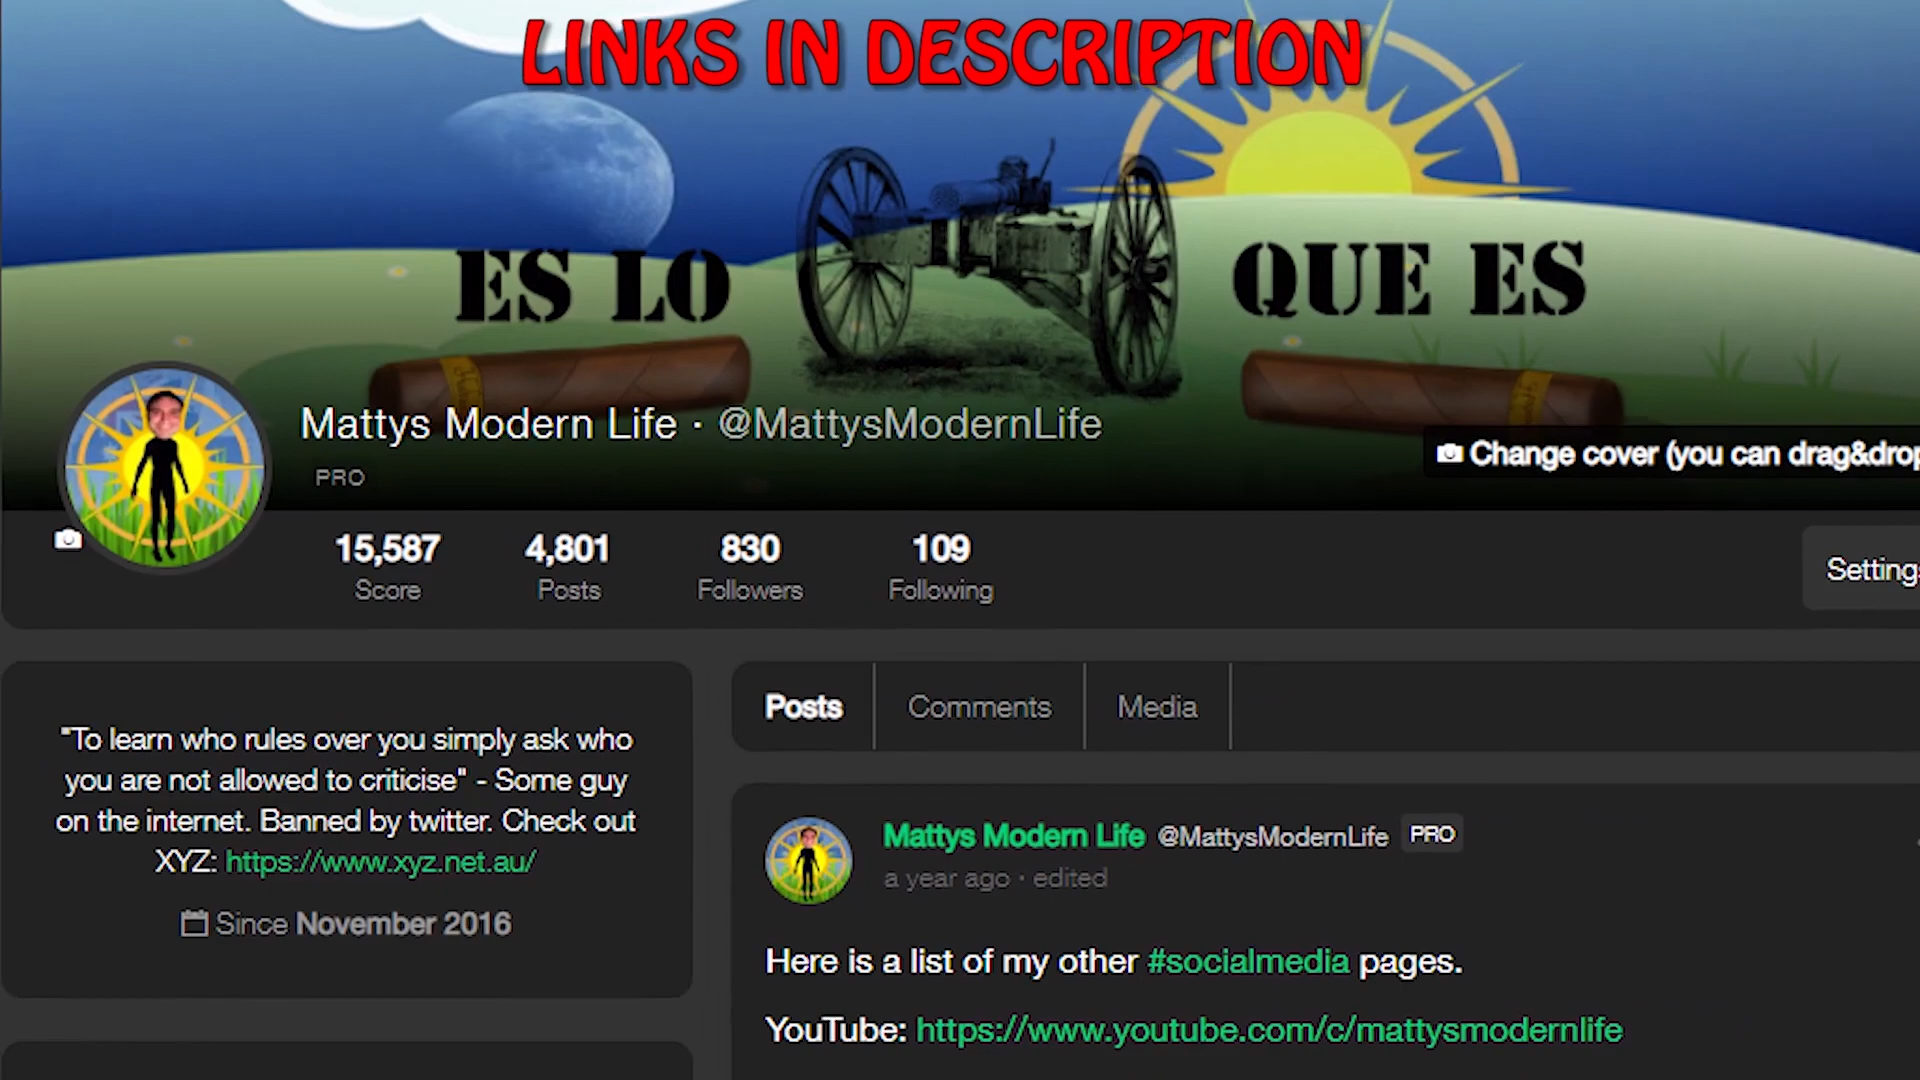 LINKS IN DESCRIPTION
ES LO QUE ES
Mattys Modern Life · @MattysModernLife
PRO
Change cover (you can drag&drop
15,587 4,801 830 109
Score Posts Followers Following
Settings
"To learn who rules over you simply ask who
you are not allowed to criticise" - Some guy
on the internet. Banned by twitter. Check out
XYZ: https://www.xyz.net.au/
Since November 2016
Posts Comments Media
Mattys Modern Life @MattysModernLife PRO
a year ago · edited
Here is a list of my other #socialmedia pages.
YouTube: https://www.youtube.com/c/mattysmodernlife